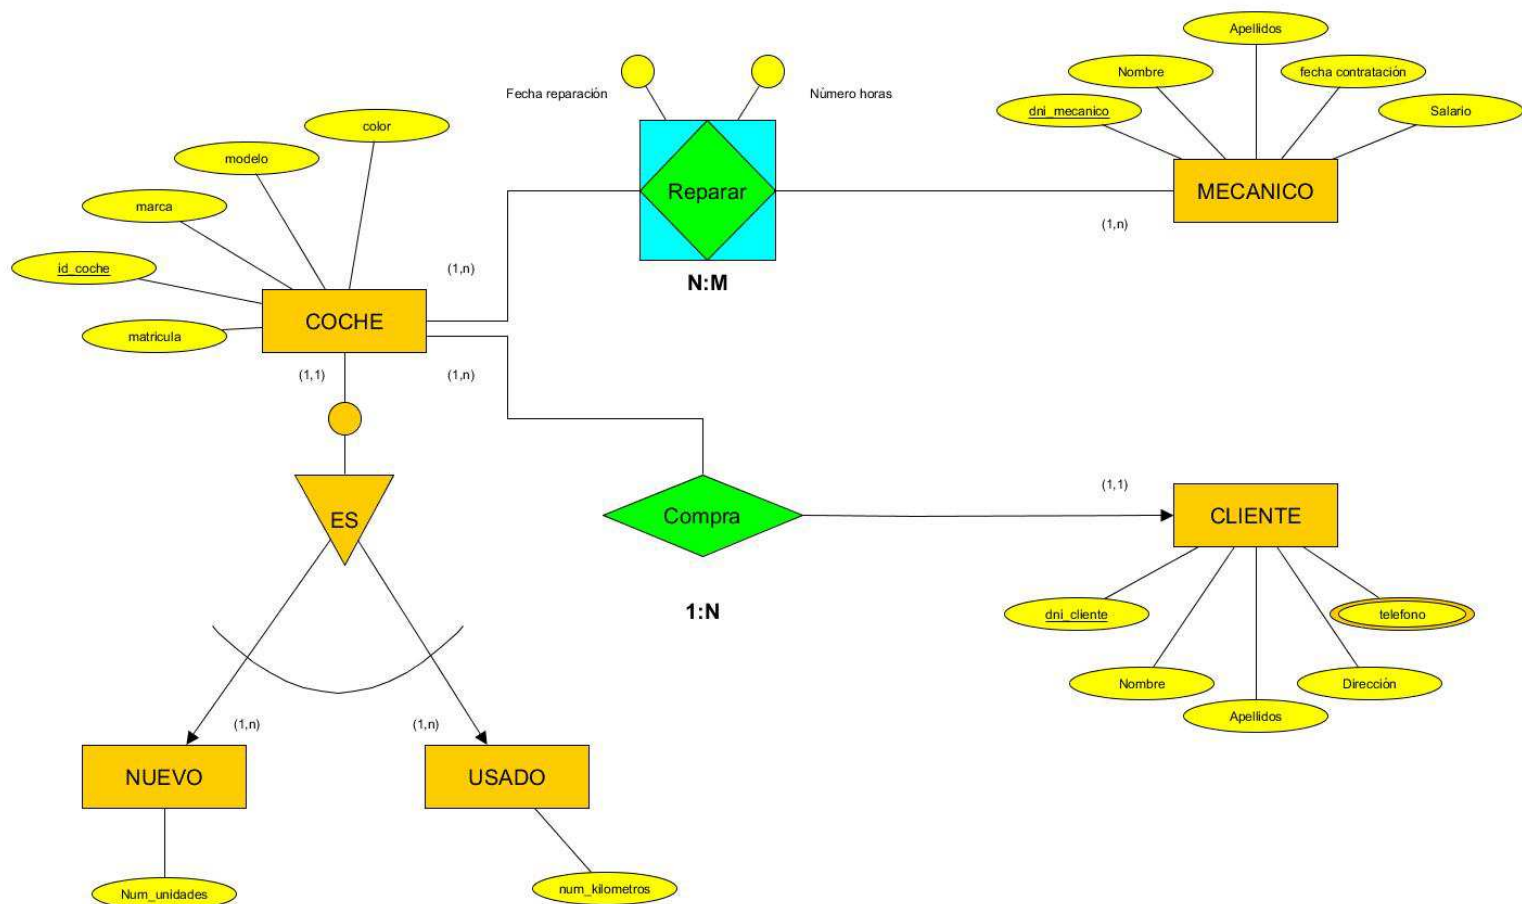 Apellidos
Nombre
fecha contratación
Fecha reparación
Número horas
dni_mecanico
Salario
color
modelo
Reparar
MECANICO
marca
(1,n)
id_coche
(1,n)
N:M
COCHE
matricula
(1,1)
(1,n)
ES
Compra
(1,1)
CLIENTE
1:N
dni_cliente
telefono
Nombre
Dirección
Apellidos
(1,n)
(1,n)
NUEVO
USADO
Num_unidades
num_kilometros